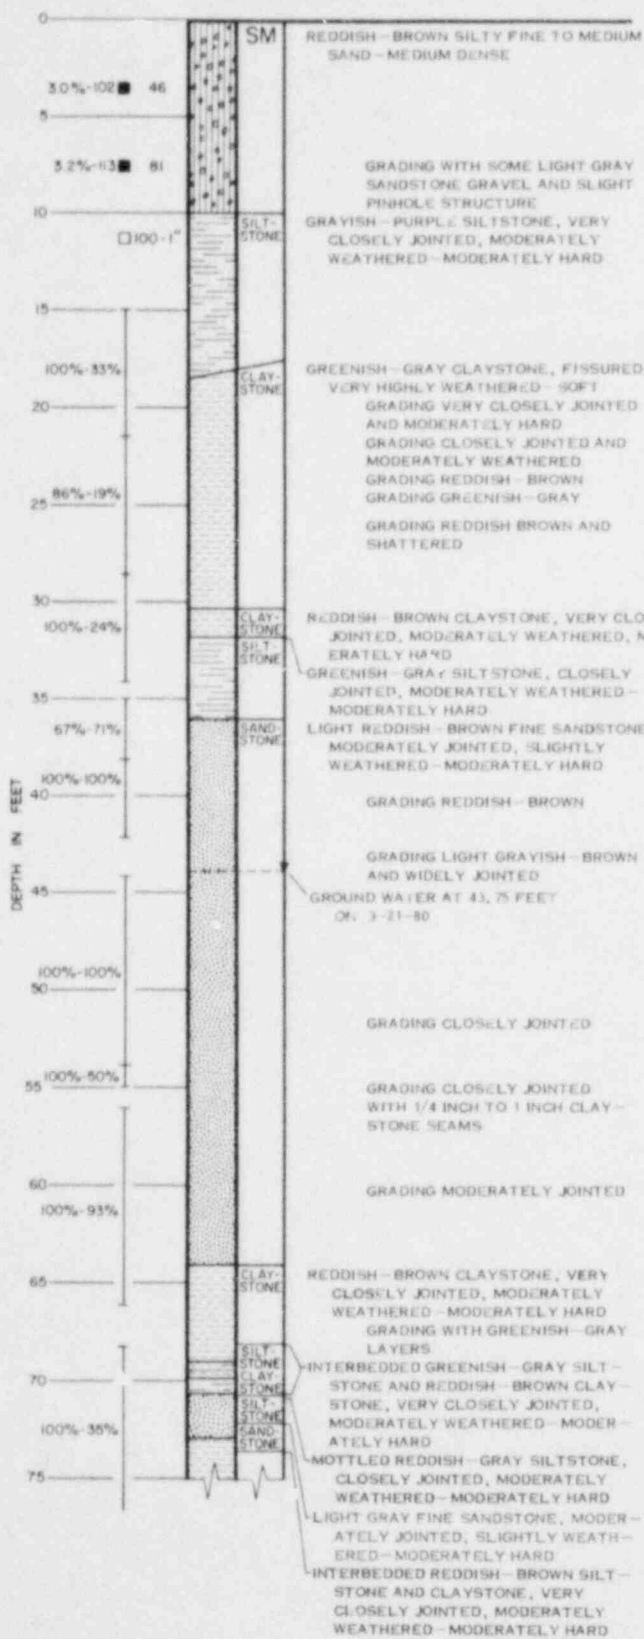 0
SM
REDDISH-BROWN SILTY FINE TO MEDIUM
SAND-MEDIUM DENSE
3.0%-102 46
5
3.2%-113 81
GRADING WITH SOME LIGHT GRAY
SANDSTONE GRAVEL AND SLIGHT
PINHOLE STRUCTURE
10
SILT-
STONE
GRAYISH-PURPLE SILTSTONE, VERY
CLOSELY JOINTED, MODERATELY
WEATHERED-MODERATELY HARD
100-1"
15
100%-33%
CLAY-
STONE
GREENISH-GRAY CLAYSTONE, FISSURED
VERY HIGHLY WEATHERED-SOFT
20
GRADING VERY CLOSELY JOINTED
AND MODERATELY HARD
GRADING CLOSELY JOINTED AND
MODERATELY WEATHERED
GRADING REDDISH-BROWN
86%-19%
GRADING GREENISH-GRAY
25
GRADING REDDISH BROWN AND
SHATTERED
30
100%-24%
CLAY-
STONE
REDDISH-BROWN CLAYSTONE, VERY CLO
JOINTED, MODERATELY WEATHERED, M
ERATELY HARD
SILT-
STONE
GREENISH-GRAY SILTSTONE, CLOSELY
JOINTED, MODERATELY WEATHERED-
MODERATELY HARD
35
67%-71%
SAND-
STONE
LIGHT REDDISH-BROWN FINE SANDSTONE
MODERATELY JOINTED, SLIGHTLY
WEATHERED-MODERATELY HARD
100%-100%
40
GRADING REDDISH-BROWN
DEPTH IN FEET
GRADING LIGHT GRAYISH-BROWN
AND WIDELY JOINTED
45
GROUND WATER AT 43.75 FEET
ON 3-21-80
100%-100%
50
GRADING CLOSELY JOINTED
100%-50%
55
GRADING CLOSELY JOINTED
WITH 1/4 INCH TO 1 INCH CLAY-
STONE SEAMS
60
GRADING MODERATELY JOINTED
100%-93%
65
CLAY-
STONE
REDDISH-BROWN CLAYSTONE, VERY
CLOSELY JOINTED, MODERATELY
WEATHERED-MODERATELY HARD
GRADING WITH GREENISH-GRAY
LAYERS
SILT-
STONE
CLAY-
STONE
70
INTERBEDDED GREENISH-GRAY SILT-
STONE AND REDDISH-BROWN CLAY-
STONE, VERY CLOSELY JOINTED,
MODERATELY WEATHERED-MODER-
ATELY HARD
SILT-
STONE
100%-35%
SAND-
STONE
75
MOTTLED REDDISH-GRAY SILTSTONE,
CLOSELY JOINTED, MODERATELY
WEATHERED-MODERATELY HARD
LIGHT GRAY FINE SANDSTONE, MODER-
ATELY JOINTED, SLIGHTLY WEATH-
ERED-MODERATELY HARD
INTERBEDDED REDDISH-BROWN SILT-
STONE AND CLAYSTONE, VERY
CLOSELY JOINTED, MODERATELY
WEATHERED-MODERATELY HARD